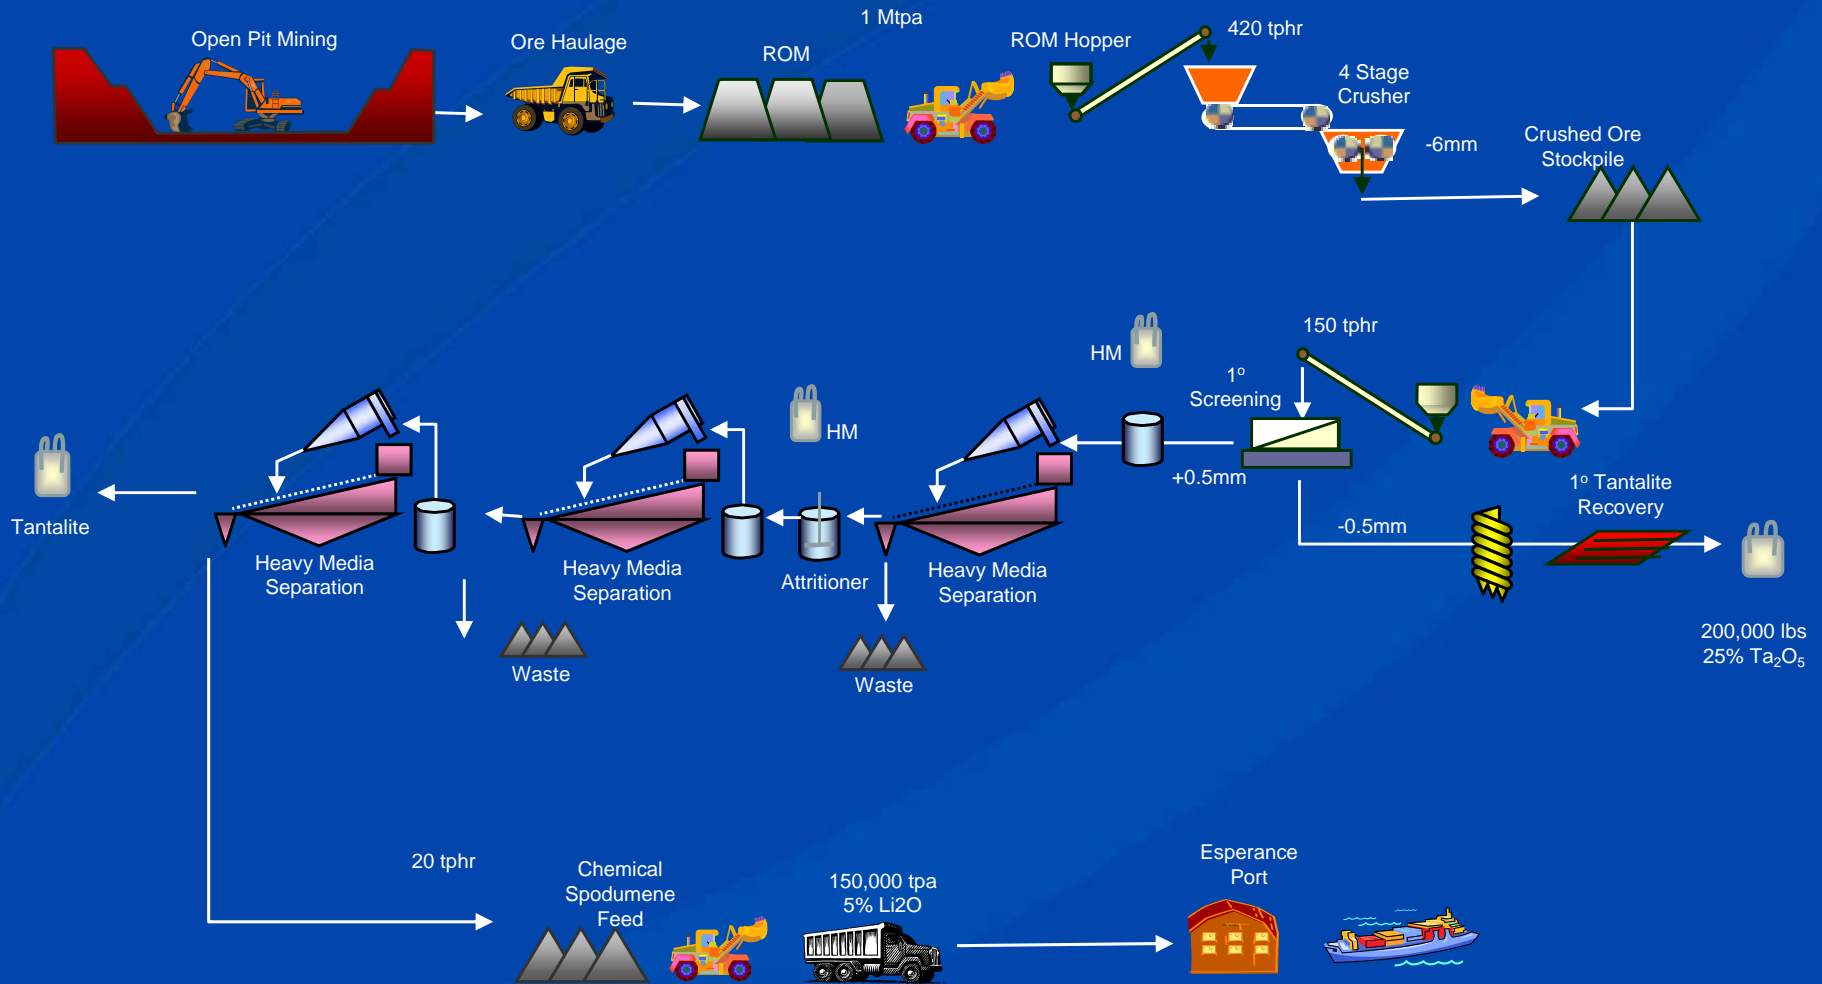 1 Mtpa
Open Pit Mining
Ore Haulage
ROM
ROM Hopper
420 tphr
4 Stage
Crusher
-6mm
Crushed Ore
Stockpile
150 tphr
HM
1o
Screening
+0.5mm
-0.5mm
1o Tantalite
Recovery
200,000 lbs
25% Ta2O5
HM
Heavy Media
Separation
Attritioner
Waste
Heavy Media
Separation
Waste
Heavy Media
Separation
Tantalite
20 tphr
Chemical
Spodumene
Feed
150,000 tpa
5% Li2O
Esperance
Port